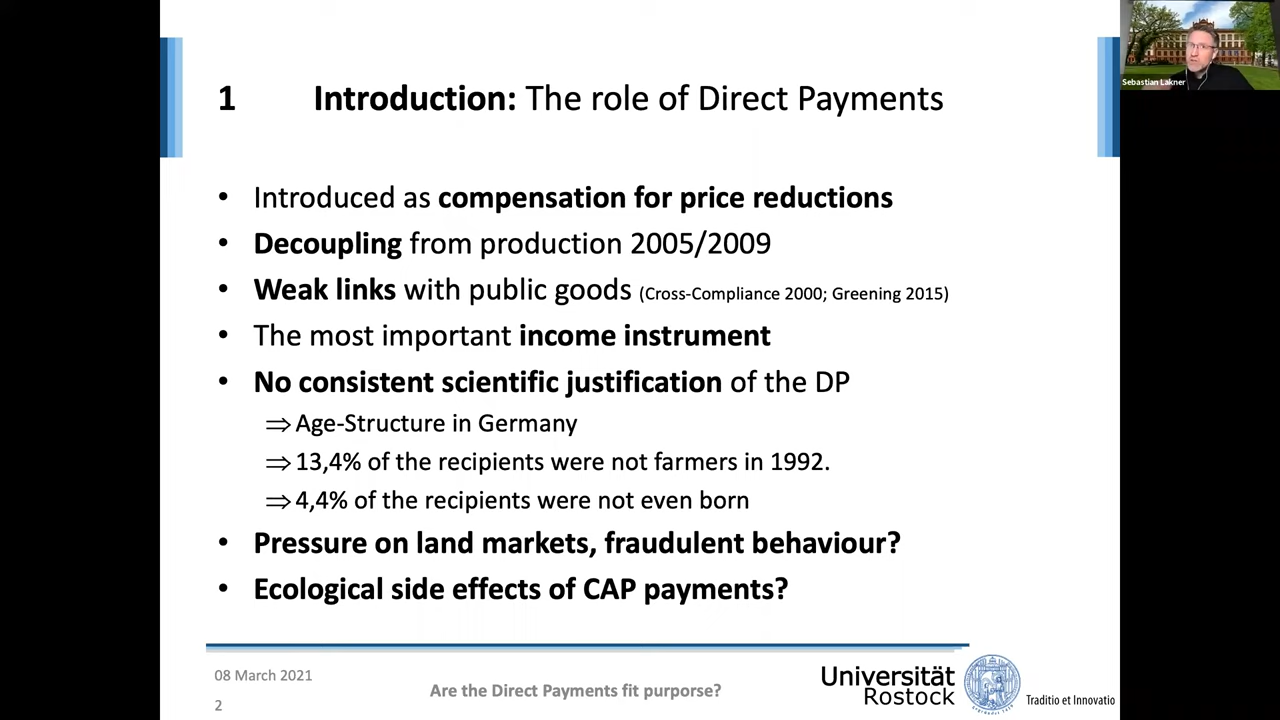 Sebastian Lakner
1 Introduction: The role of Direct Payments
• Introduced as compensation for price reductions
• Decoupling from production 2005/2009
• Weak links with public goods (Cross-Compliance 2000; Greening 2015)
• The most important income instrument
• No consistent scientific justification of the DP
⇒ Age-Structure in Germany
⇒ 13,4% of the recipients were not farmers in 1992.
⇒ 4,4% of the recipients were not even born
• Pressure on land markets, fraudulent behaviour?
• Ecological side effects of CAP payments?
08 March 2021
2
Are the Direct Payments fit purporse?
Universität
Rostock
Traditio et Innovatio